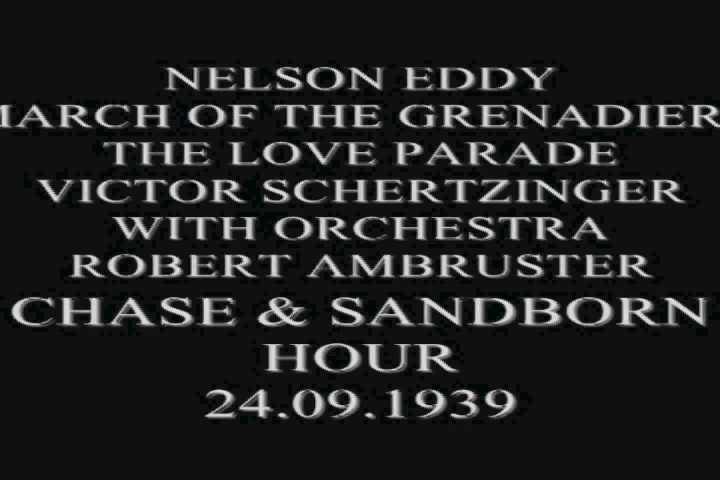 NELSON EDDY
MARCH OF THE GRENADIER
THE LOVE PARADE
VICTOR SCHERTZINGER
WITH ORCHESTRA
ROBERT AMBRUSTER
CHASE & SANDBORN
HOUR
24.09.1939